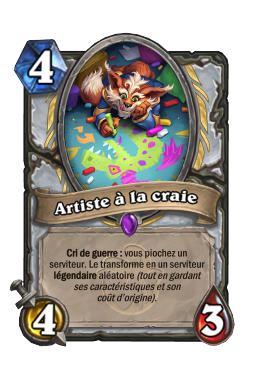 4
Artiste à la craie
Cri de guerre : vous piochez un
serviteur. Le transforme en un serviteur
légendaire aléatoire (tout en gardant
ses caractéristiques et son
coût d'origine).
4
3